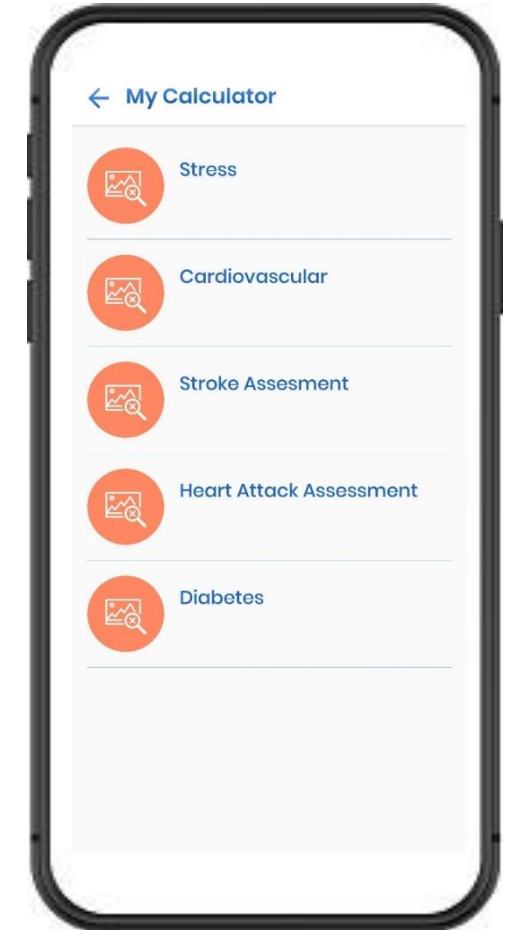 My Calculator
Stress
Cardiovascular
Stroke Assesment
Heart Attack Assessment
Diabetes